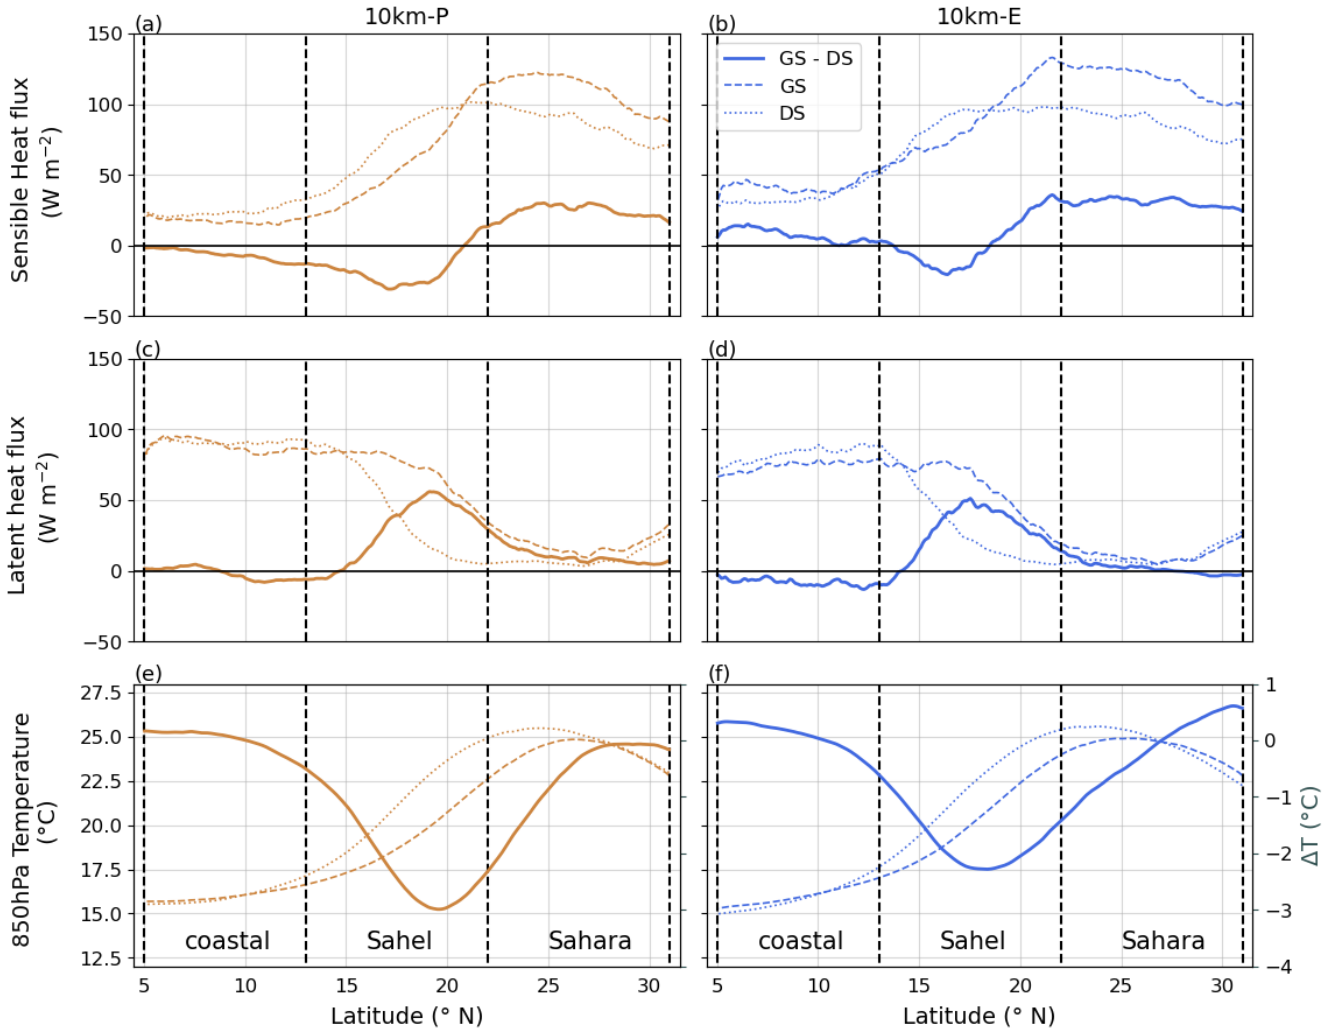 10km-P
10km-E
(a)
(b)
150
100
50
0
−50
Sensible Heat flux
(W m−2)
GS - DS
GS
DS
(c)
(d)
150
100
50
0
−50
Latent heat flux
(W m−2)
(e)
(f)
27.5
25.0
22.5
20.0
17.5
15.0
12.5
850hPa Temperature
(°C)
1
0
−1
−2
−3
−4
ΔT (°C)
coastal
Sahel
Sahara
coastal
Sahel
Sahara
5
10
15
20
25
30
5
10
15
20
25
30
Latitude (° N)
Latitude (° N)